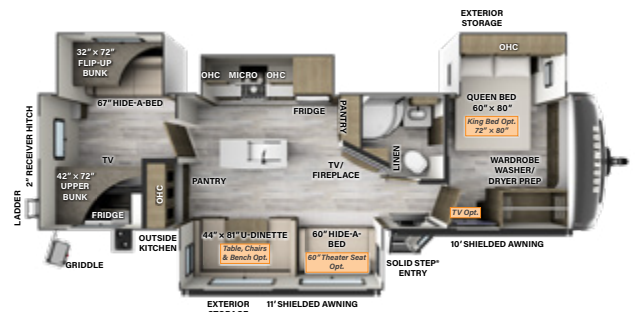 EXTERIOR
STORAGE
OHC
32" x 72"
FLIP-UP
BUNK
67" HIDE-A-BED
OHC MICRO OHC
FRIDGE
PANTRY
QUEEN BED
60" x 80"
King Bed Opt.
72" x 80"
2" RECEIVER HITCH
TV
42" x 72"
UPPER
BUNK
FRIDGE
OHC
PANTRY
TV/
FIREPLACE
LINEN
WARDROBE
WASHER/
DRYER PREP
LADDER
GRIDDLE
OUTSIDE
KITCHEN
44" x 81" U-DINETTE
Table, Chairs
& Bench Opt.
60" HIDE-A-
BED
60" Theater Seat
Opt.
TV Opt.
10' SHIELDED AWNING
SOLID STEP®
ENTRY
EXTERIOR
11' SHIELDED AWNING